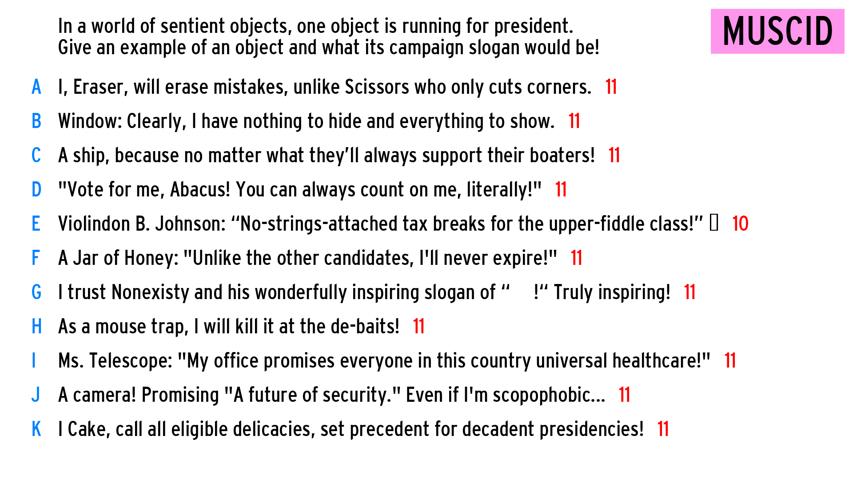 In a world of sentient objects, one object is running for president.
Give an example of an object and what its campaign slogan would be!
MUSCID
A I, Eraser, will erase mistakes, unlike Scissors who only cuts corners. 11
B Window: Clearly, I have nothing to hide and everything to show. 11
C A ship, because no matter what they’ll always support their boaters! 11
D "Vote for me, Abacus! You can always count on me, literally!" 11
E Violindon B. Johnson: “No-strings-attached tax breaks for the upper-fiddle class!” ▯ 10
F A Jar of Honey: "Unlike the other candidates, I'll never expire!" 11
G I trust Nonexisty and his wonderfully inspiring slogan of “    !“ Truly inspiring! 11
H As a mouse trap, I will kill it at the de-baits! 11
I Ms. Telescope: "My office promises everyone in this country universal healthcare!" 11
J A camera! Promising "A future of security." Even if I'm scopophobic... 11
K I Cake, call all eligible delicacies, set precedent for decadent presidencies! 11